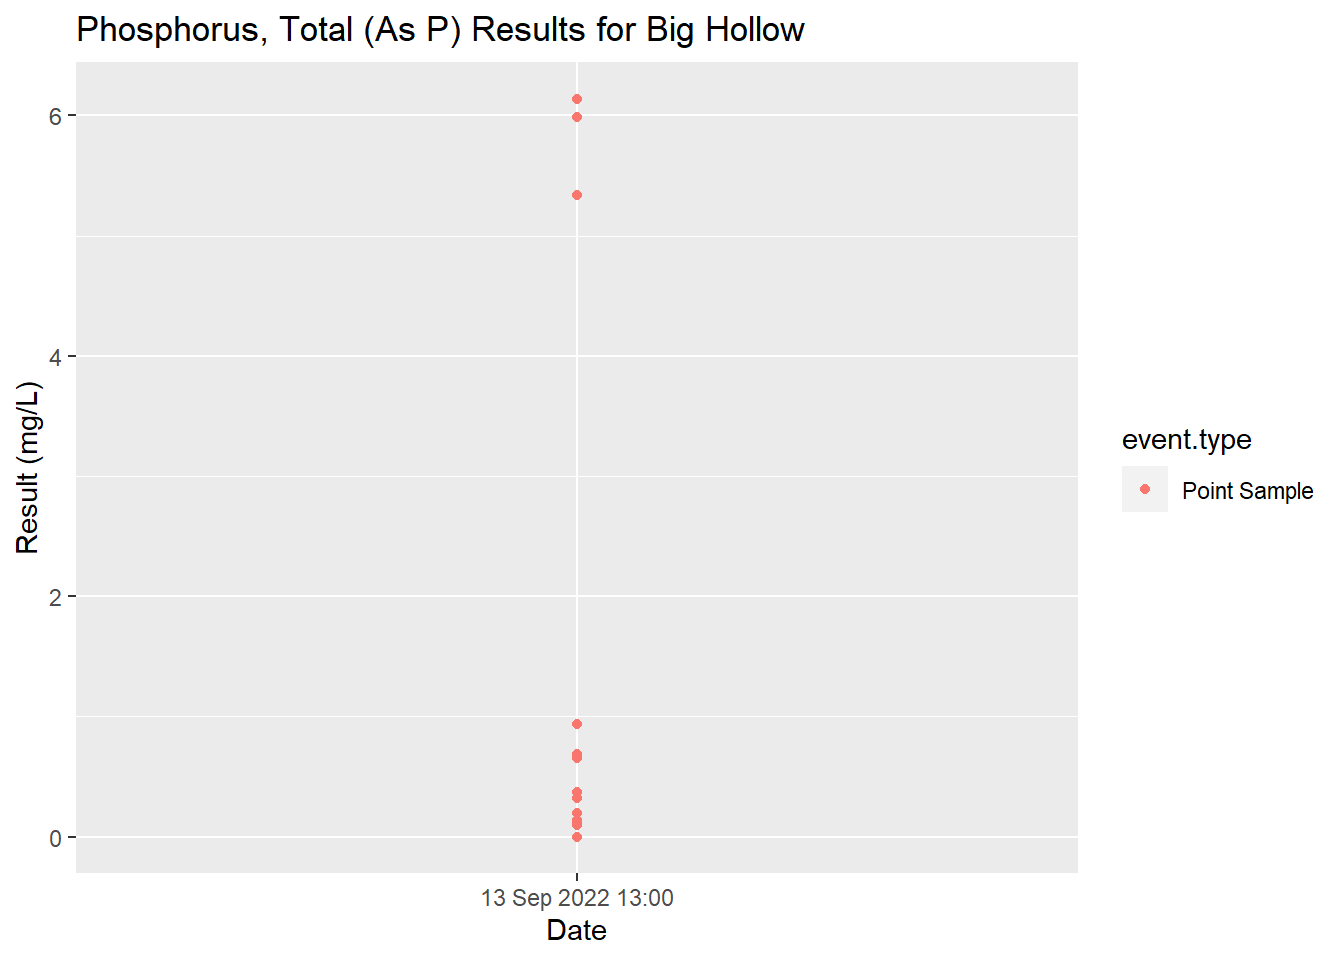 Phosphorus, Total (As P) Results for Big Hollow
6
4
2
0
Result (mg/L)
13 Sep 2022 13:00
Date
event.type
Point Sample